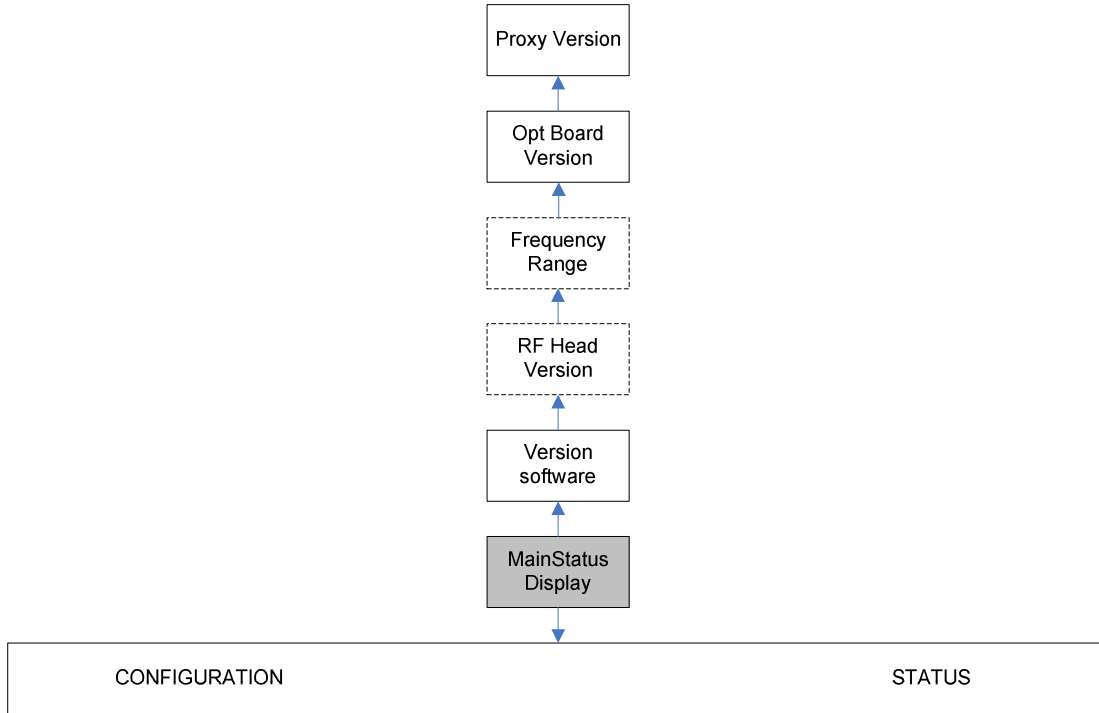 Proxy Version
Opt Board
Version
Frequency
Range
RF Head
Version
Version
software
MainStatus
Display
CONFIGURATION
STATUS